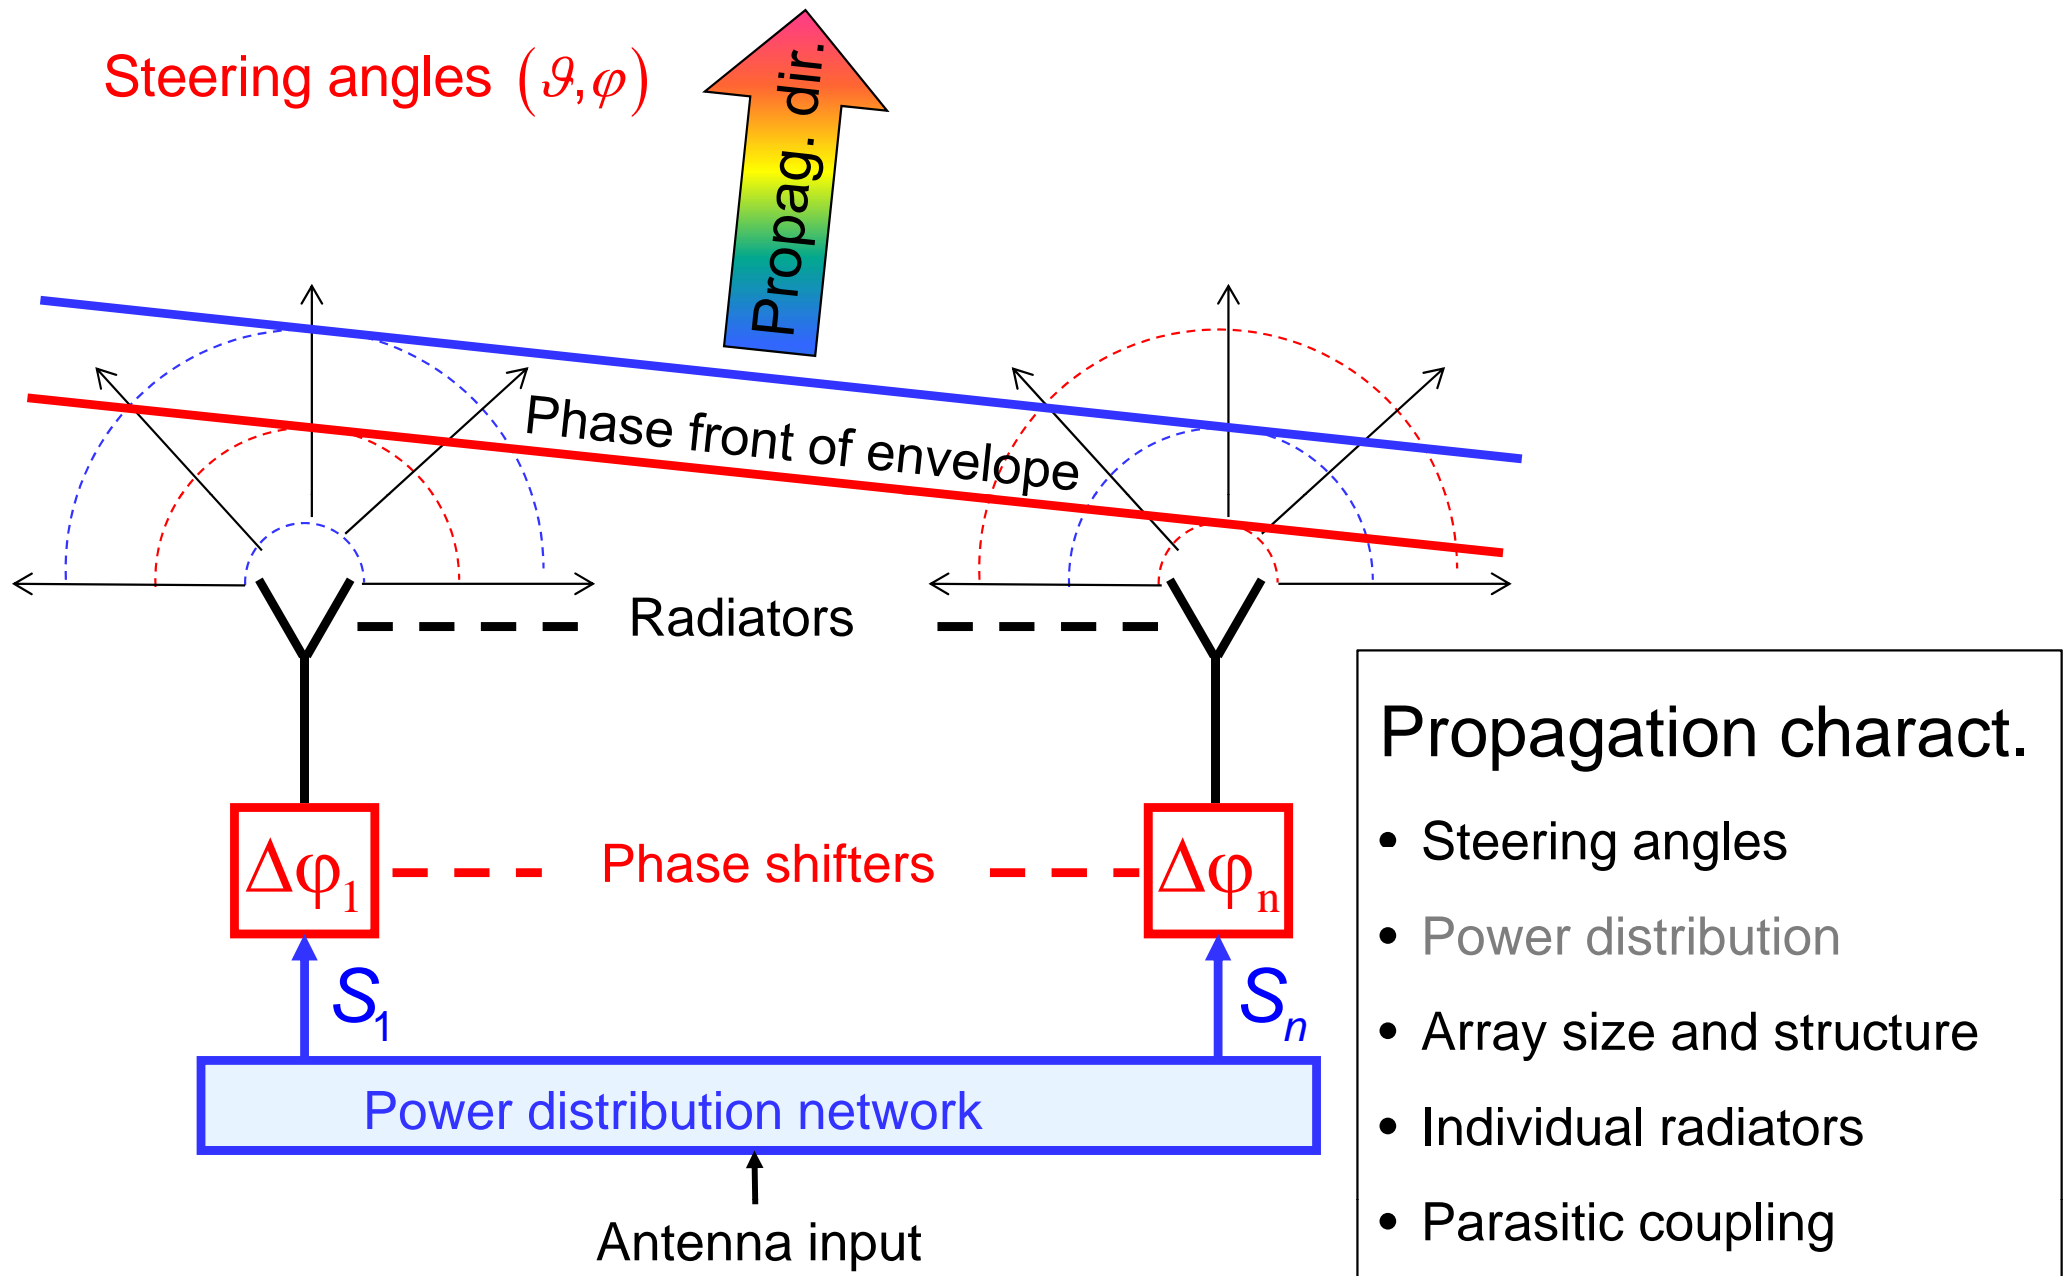 Steering angles (ϑ,φ)
Propag. dir.
Phase front of envelope
Radiators
Phase shifters
Δφ₁
Δφₙ
S₁
Sₙ
Power distribution network
Antenna input
Propagation charact.
• Steering angles
• Power distribution
• Array size and structure
• Individual radiators
• Parasitic coupling